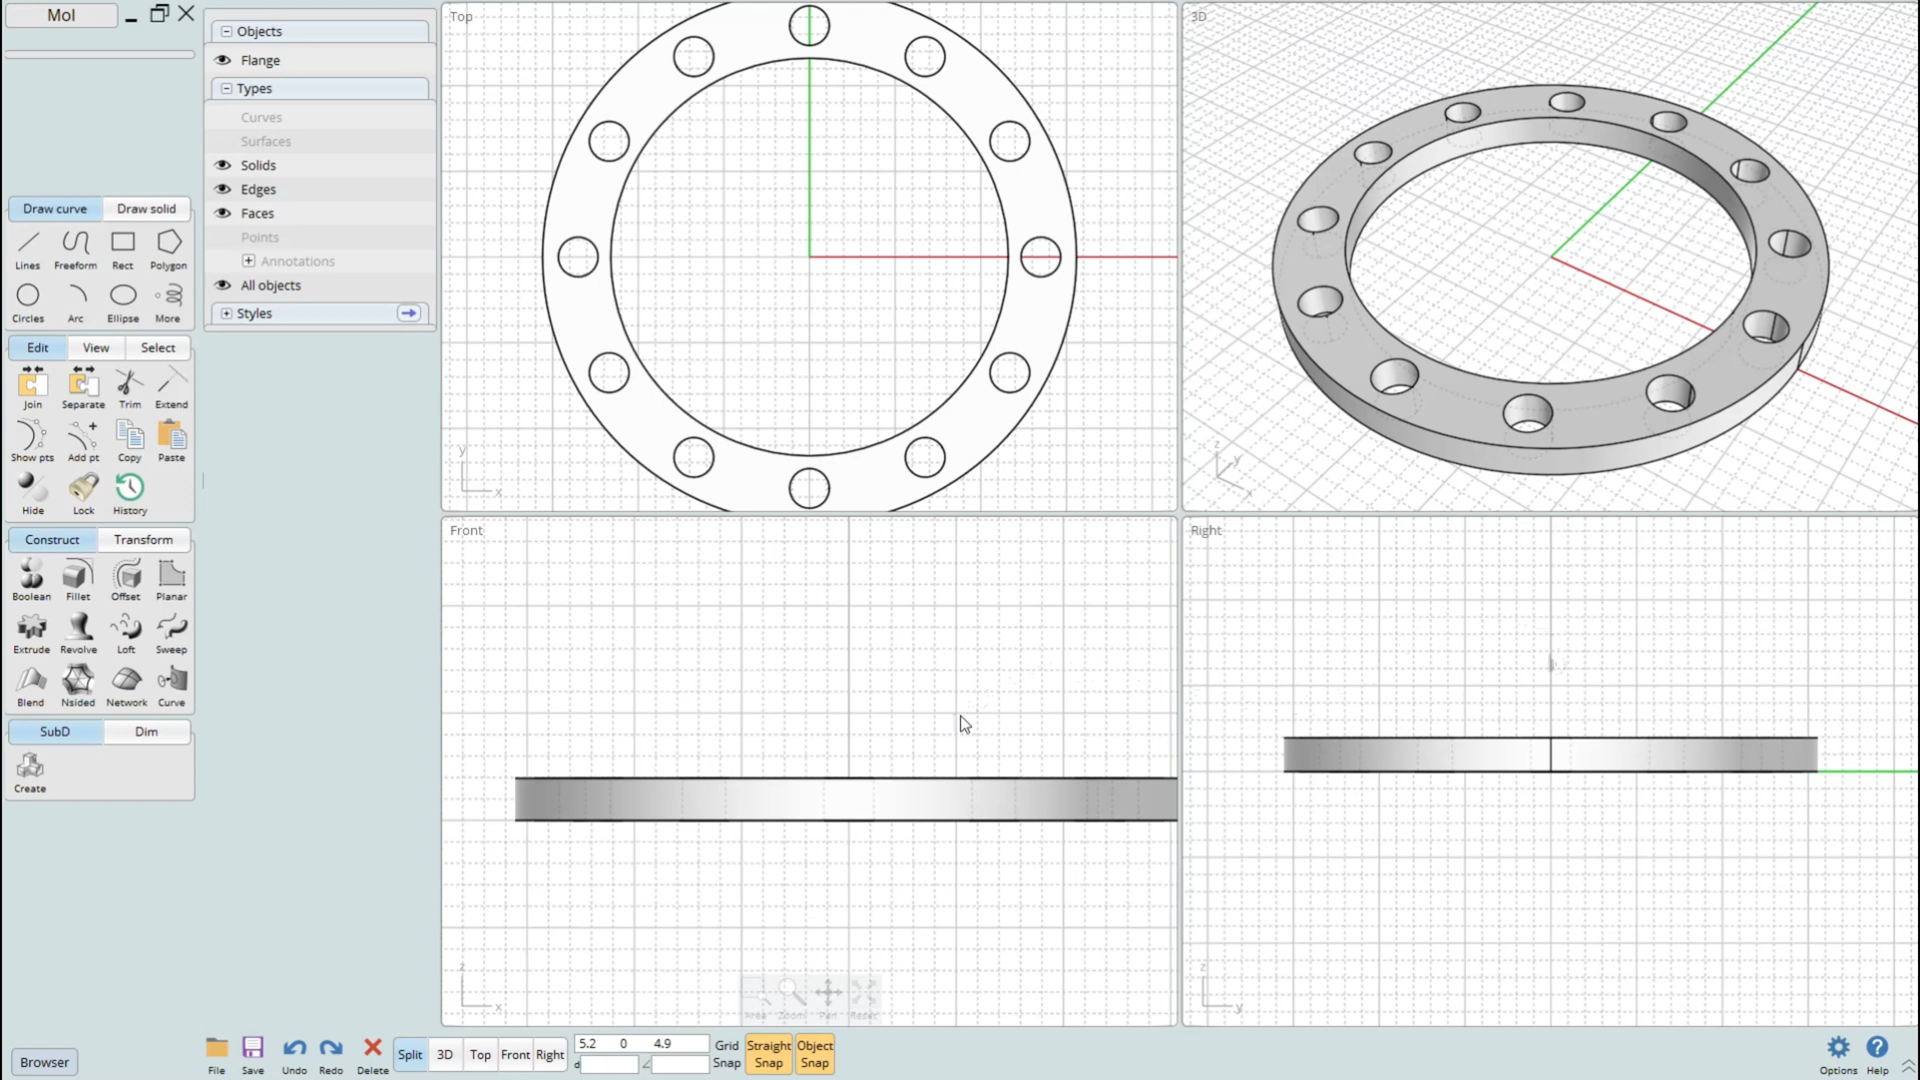 MoI
Objects
Flange
Types
Curves
Surfaces
Solids
Edges
Faces
Points
Annotations
All objects
Styles
Draw curve Draw solid
Lines Freeform Rect Polygon
Circles Arc Ellipse More
Edit View Select
Join Separate Trim Extend
Show pts Add pt Copy Paste
Hide Lock History
Construct Transform
Boolean Fillet Offset Planar
Extrude Revolve Loft Sweep
Blend Nsided Network Curve
SubD Dim
Create
Top
y
x
3D
z
y
x
Front
z
x
Area Zoom Pan Reset
Right
z
y
Browser
File Save Undo Redo Delete
Split 3D Top Front Right
5.2 0 4.9
d
Grid Snap
Straight Snap
Object Snap
Options Help